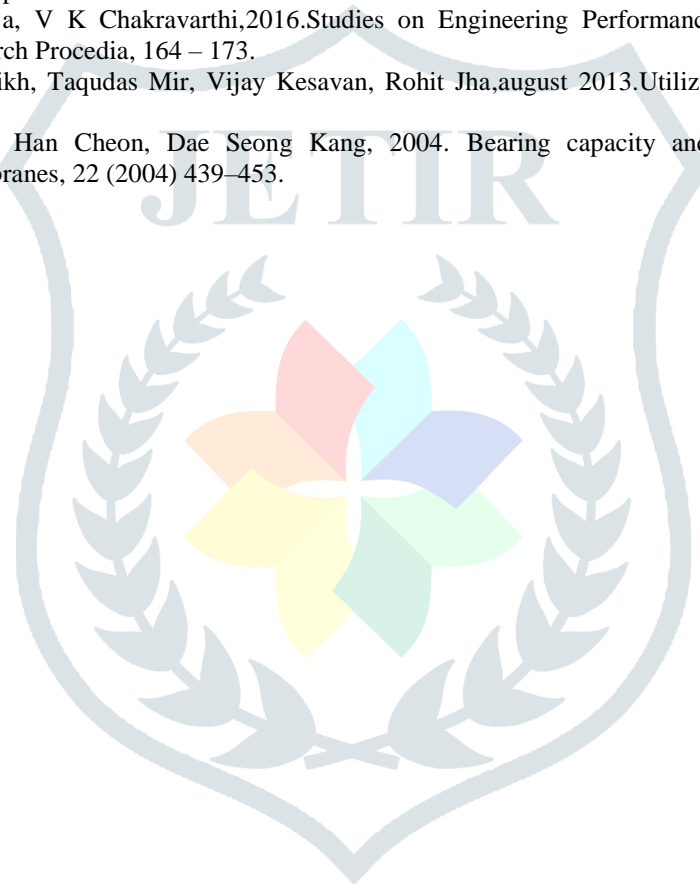 a, V K Chakravarthi,2016.Studies on Engineering Performanc
rch Procedia, 164 – 173.
ikh, Taqudas Mir, Vijay Kesavan, Rohit Jha,august 2013.Utiliz
Han Cheon, Dae Seong Kang, 2004. Bearing capacity and
branes, 22 (2004) 439–453.
JETIR